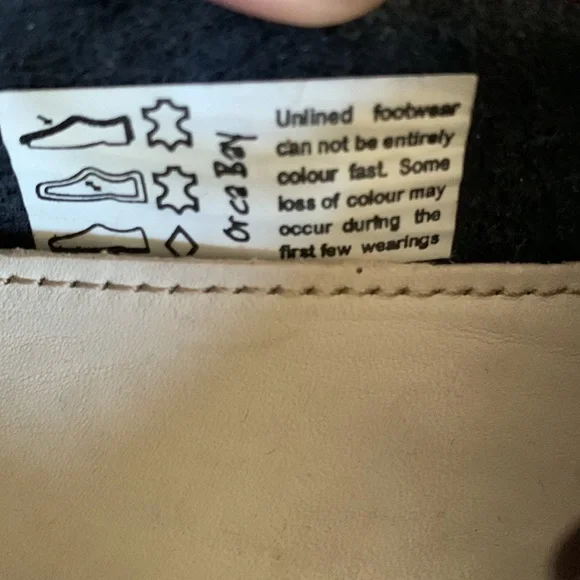 Orca Bay
Unlined footwear
can not be entirely
colour fast. Some
loss of colour may
occur during the
first few wearings